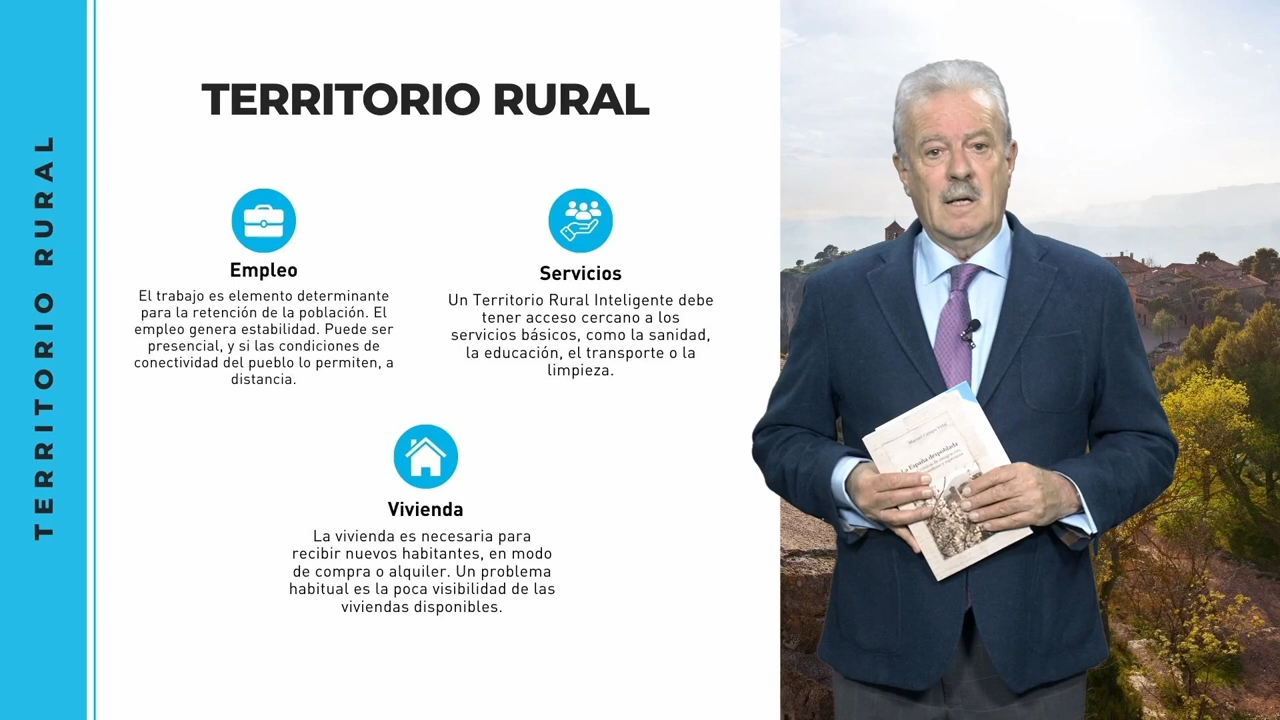 TERRITORIO RURAL
TERRITORIO RURAL
Empleo
El trabajo es elemento determinante
para la retención de la población. El
empleo genera estabilidad. Puede ser
presencial, y si las condiciones de
conectividad del pueblo lo permiten, a
distancia.
Servicios
Un Territorio Rural Inteligente debe
tener acceso cercano a los
servicios básicos, como la sanidad,
la educación, el transporte o la
limpieza.
Vivienda
La vivienda es necesaria para
recibir nuevos habitantes, en modo
de compra o alquiler. Un problema
habitual es la poca visibilidad de las
viviendas disponibles.
La España despoblada